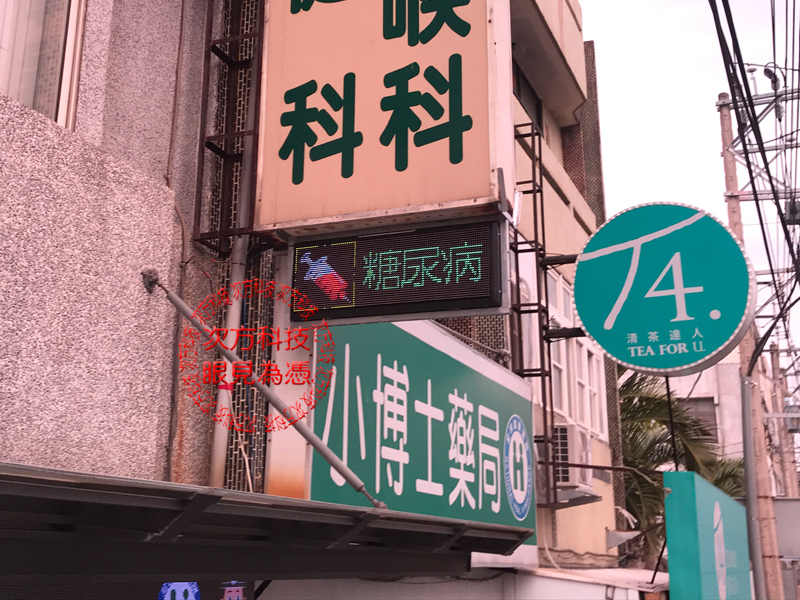 喉
科
科
糖尿病
小博士藥局
T4.
清茶達人
TEA FOR U
次方科技
眼見為憑